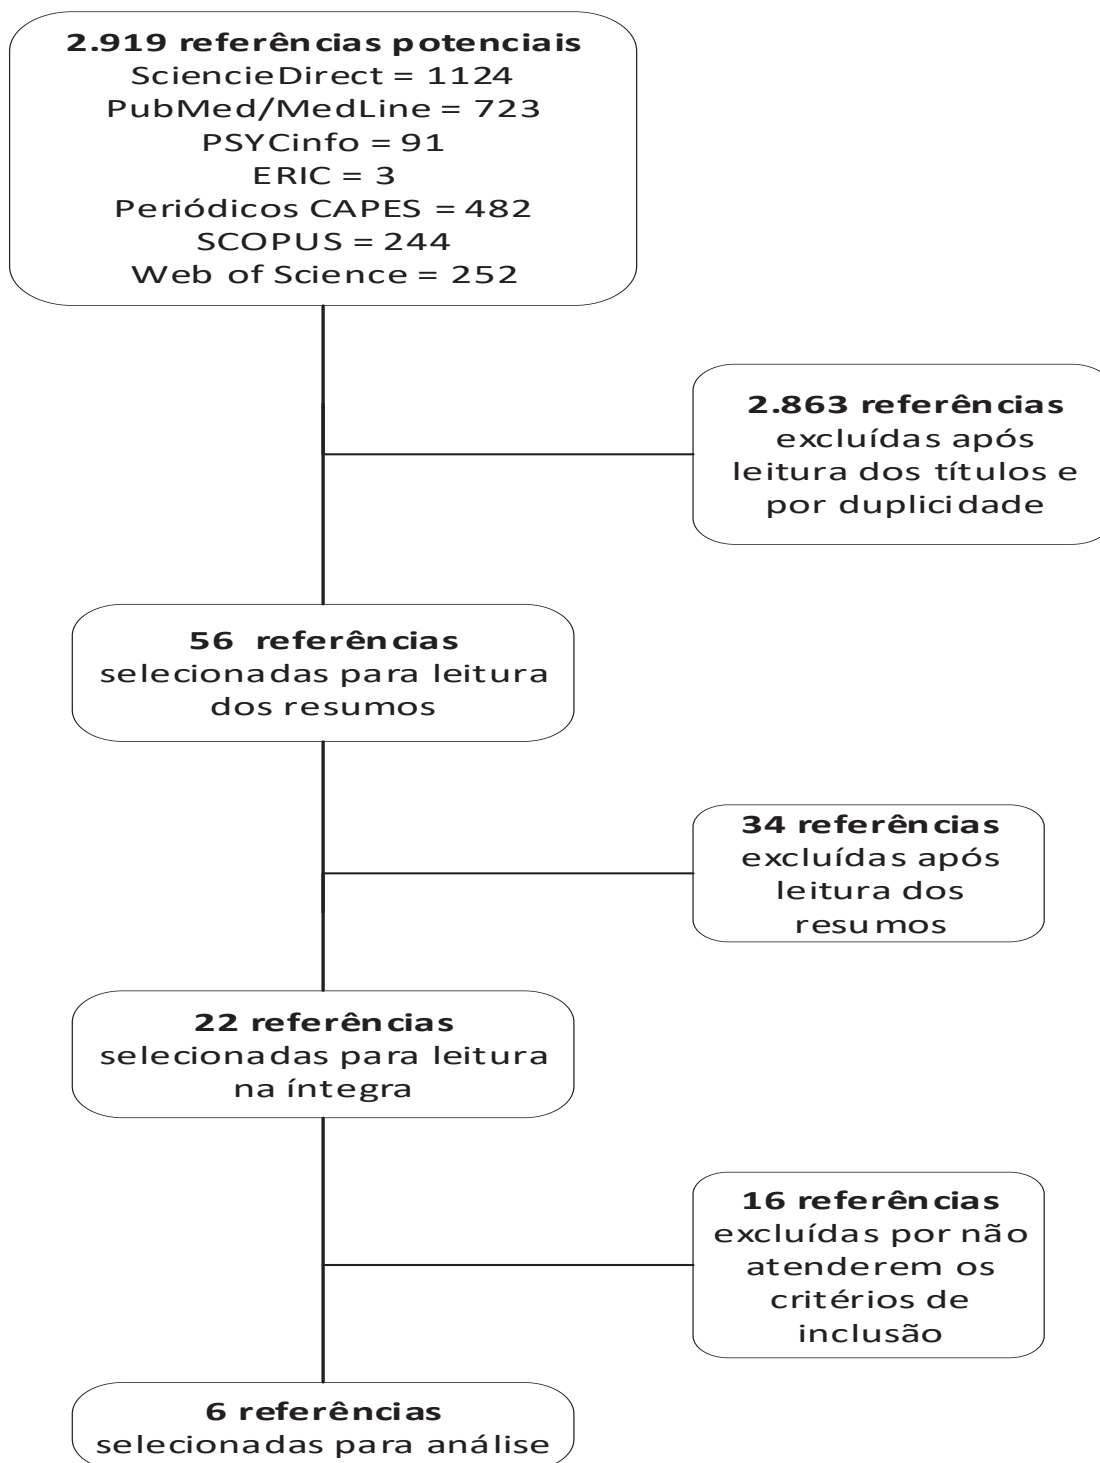 2.919 referências potenciais
SciencieDirect = 1124
PubMed/MedLine = 723
PSYCinfo = 91
ERIC = 3
Periódicos CAPES = 482
SCOPUS = 244
Web of Science = 252
2.863 referências
excluídas após
leitura dos títulos e
por duplicidade
56 referências
selecionadas para leitura
dos resumos
34 referências
excluídas após
leitura dos
resumos
22 referências
selecionadas para leitura
na íntegra
16 referências
excluídas por não
atenderem os
critérios de
inclusão
6 referências
selecionadas para análise